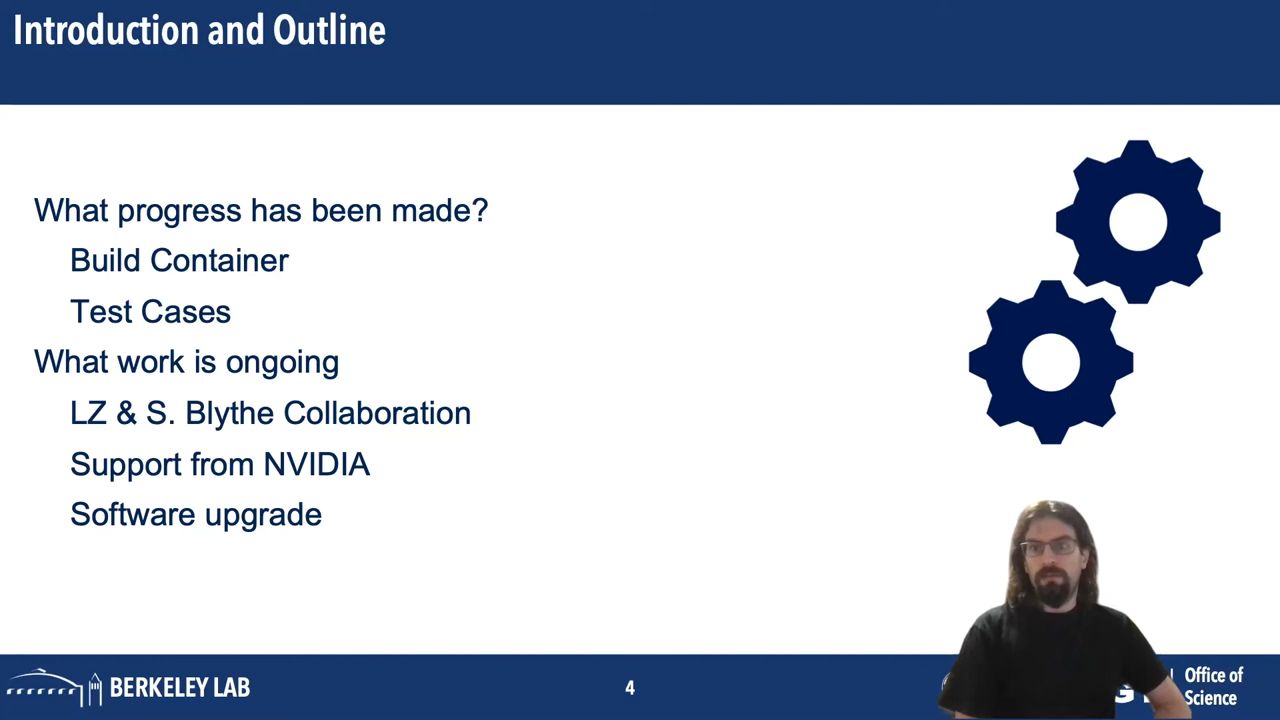 Introduction and Outline
What progress has been made?
Build Container
Test Cases
What work is ongoing
LZ & S. Blythe Collaboration
Support from NVIDIA
Software upgrade
BERKELEY LAB
4
Office of
Science